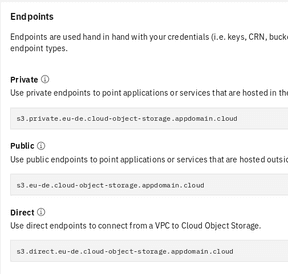 Endpoints
Endpoints are used hand in hand with your credentials (i.e. keys, CRN,
endpoint types.
Private
Use private endpoints to point applications or services that are hosted in
s3.private.eu-de.cloud-object-storage.appdomain.cloud
Public
Use public endpoints to point applications or services that are hosted
s3.eu-de.cloud-object-storage.appdomain.cloud
Direct
Use direct endpoints to connect from a VPC to Cloud Object Storage.
s3.direct.eu-de.cloud-object-storage.appdomain.cloud